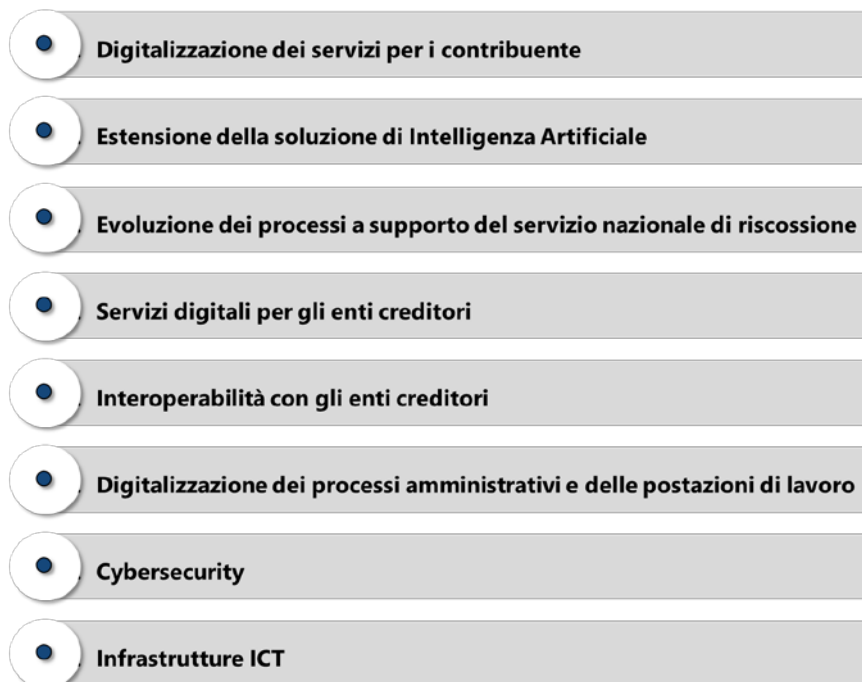 Digitalizzazione dei servizi per i contribuente
Estensione della soluzione di Intelligenza Artificiale
Evoluzione dei processi a supporto del servizio nazionale di riscossione
Servizi digitali per gli enti creditori
Interoperabilità con gli enti creditori
Digitalizzazione dei processi amministrativi e delle postazioni di lavoro
Cybersecurity
Infrastrutture ICT